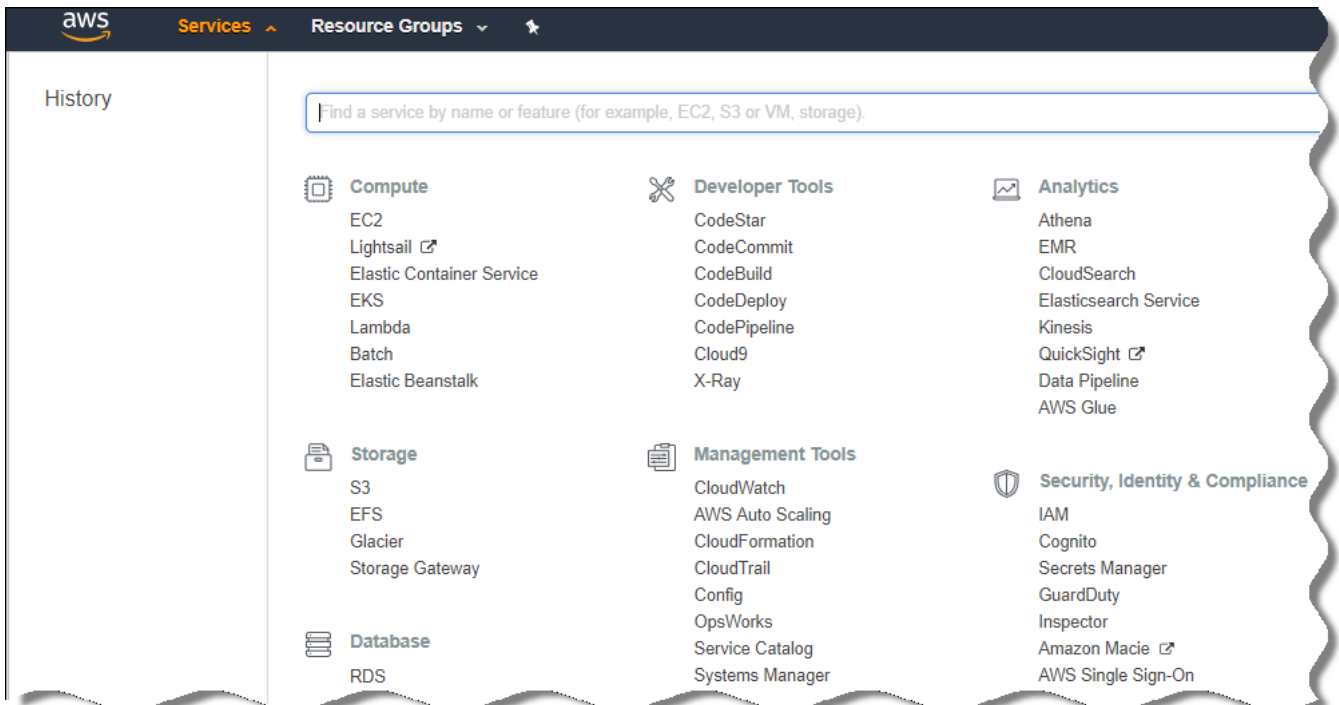 aws Services Resource Groups
History
Find a service by name or feature (for example, EC2, S3 or VM, storage).
Compute
EC2
Lightsail
Elastic Container Service
EKS
Lambda
Batch
Elastic Beanstalk
Storage
S3
EFS
Glacier
Storage Gateway
Database
RDS
Developer Tools
CodeStar
CodeCommit
CodeBuild
CodeDeploy
CodePipeline
Cloud9
X-Ray
Management Tools
CloudWatch
AWS Auto Scaling
CloudFormation
CloudTrail
Config
OpsWorks
Service Catalog
Systems Manager
Analytics
Athena
EMR
CloudSearch
Elasticsearch Service
Kinesis
QuickSight
Data Pipeline
AWS Glue
Security, Identity & Compliance
IAM
Cognito
Secrets Manager
GuardDuty
Inspector
Amazon Macie
AWS Single Sign-On